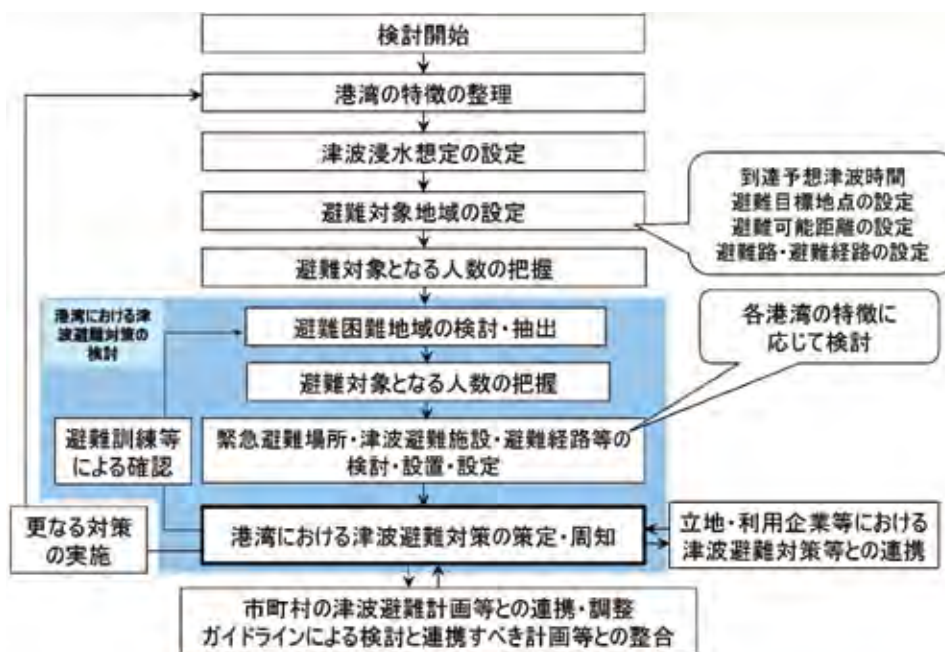 検討開始
港湾の特徴の整理
津波浸水想定の設定
到達予想津波時間
避難目標地点の設定
避難可能距離の設定
避難路・避難経路の設定
避難対象地域の設定
避難対象となる人数の把握
港湾における津
波避難対策の
検討
避難困難地域の検討・抽出
各港湾の特徴に
応じて検討
避難対象となる人数の把握
避難訓練等
による確認
緊急避難場所・津波避難施設・避難経路等の
検討・設置・設定
更なる対策
の実施
港湾における津波避難対策の策定・周知
立地・利用企業等における
津波避難対策等との連携
市町村の津波避難計画等との連携・調整
ガイドラインによる検討と連携すべき計画等との整合